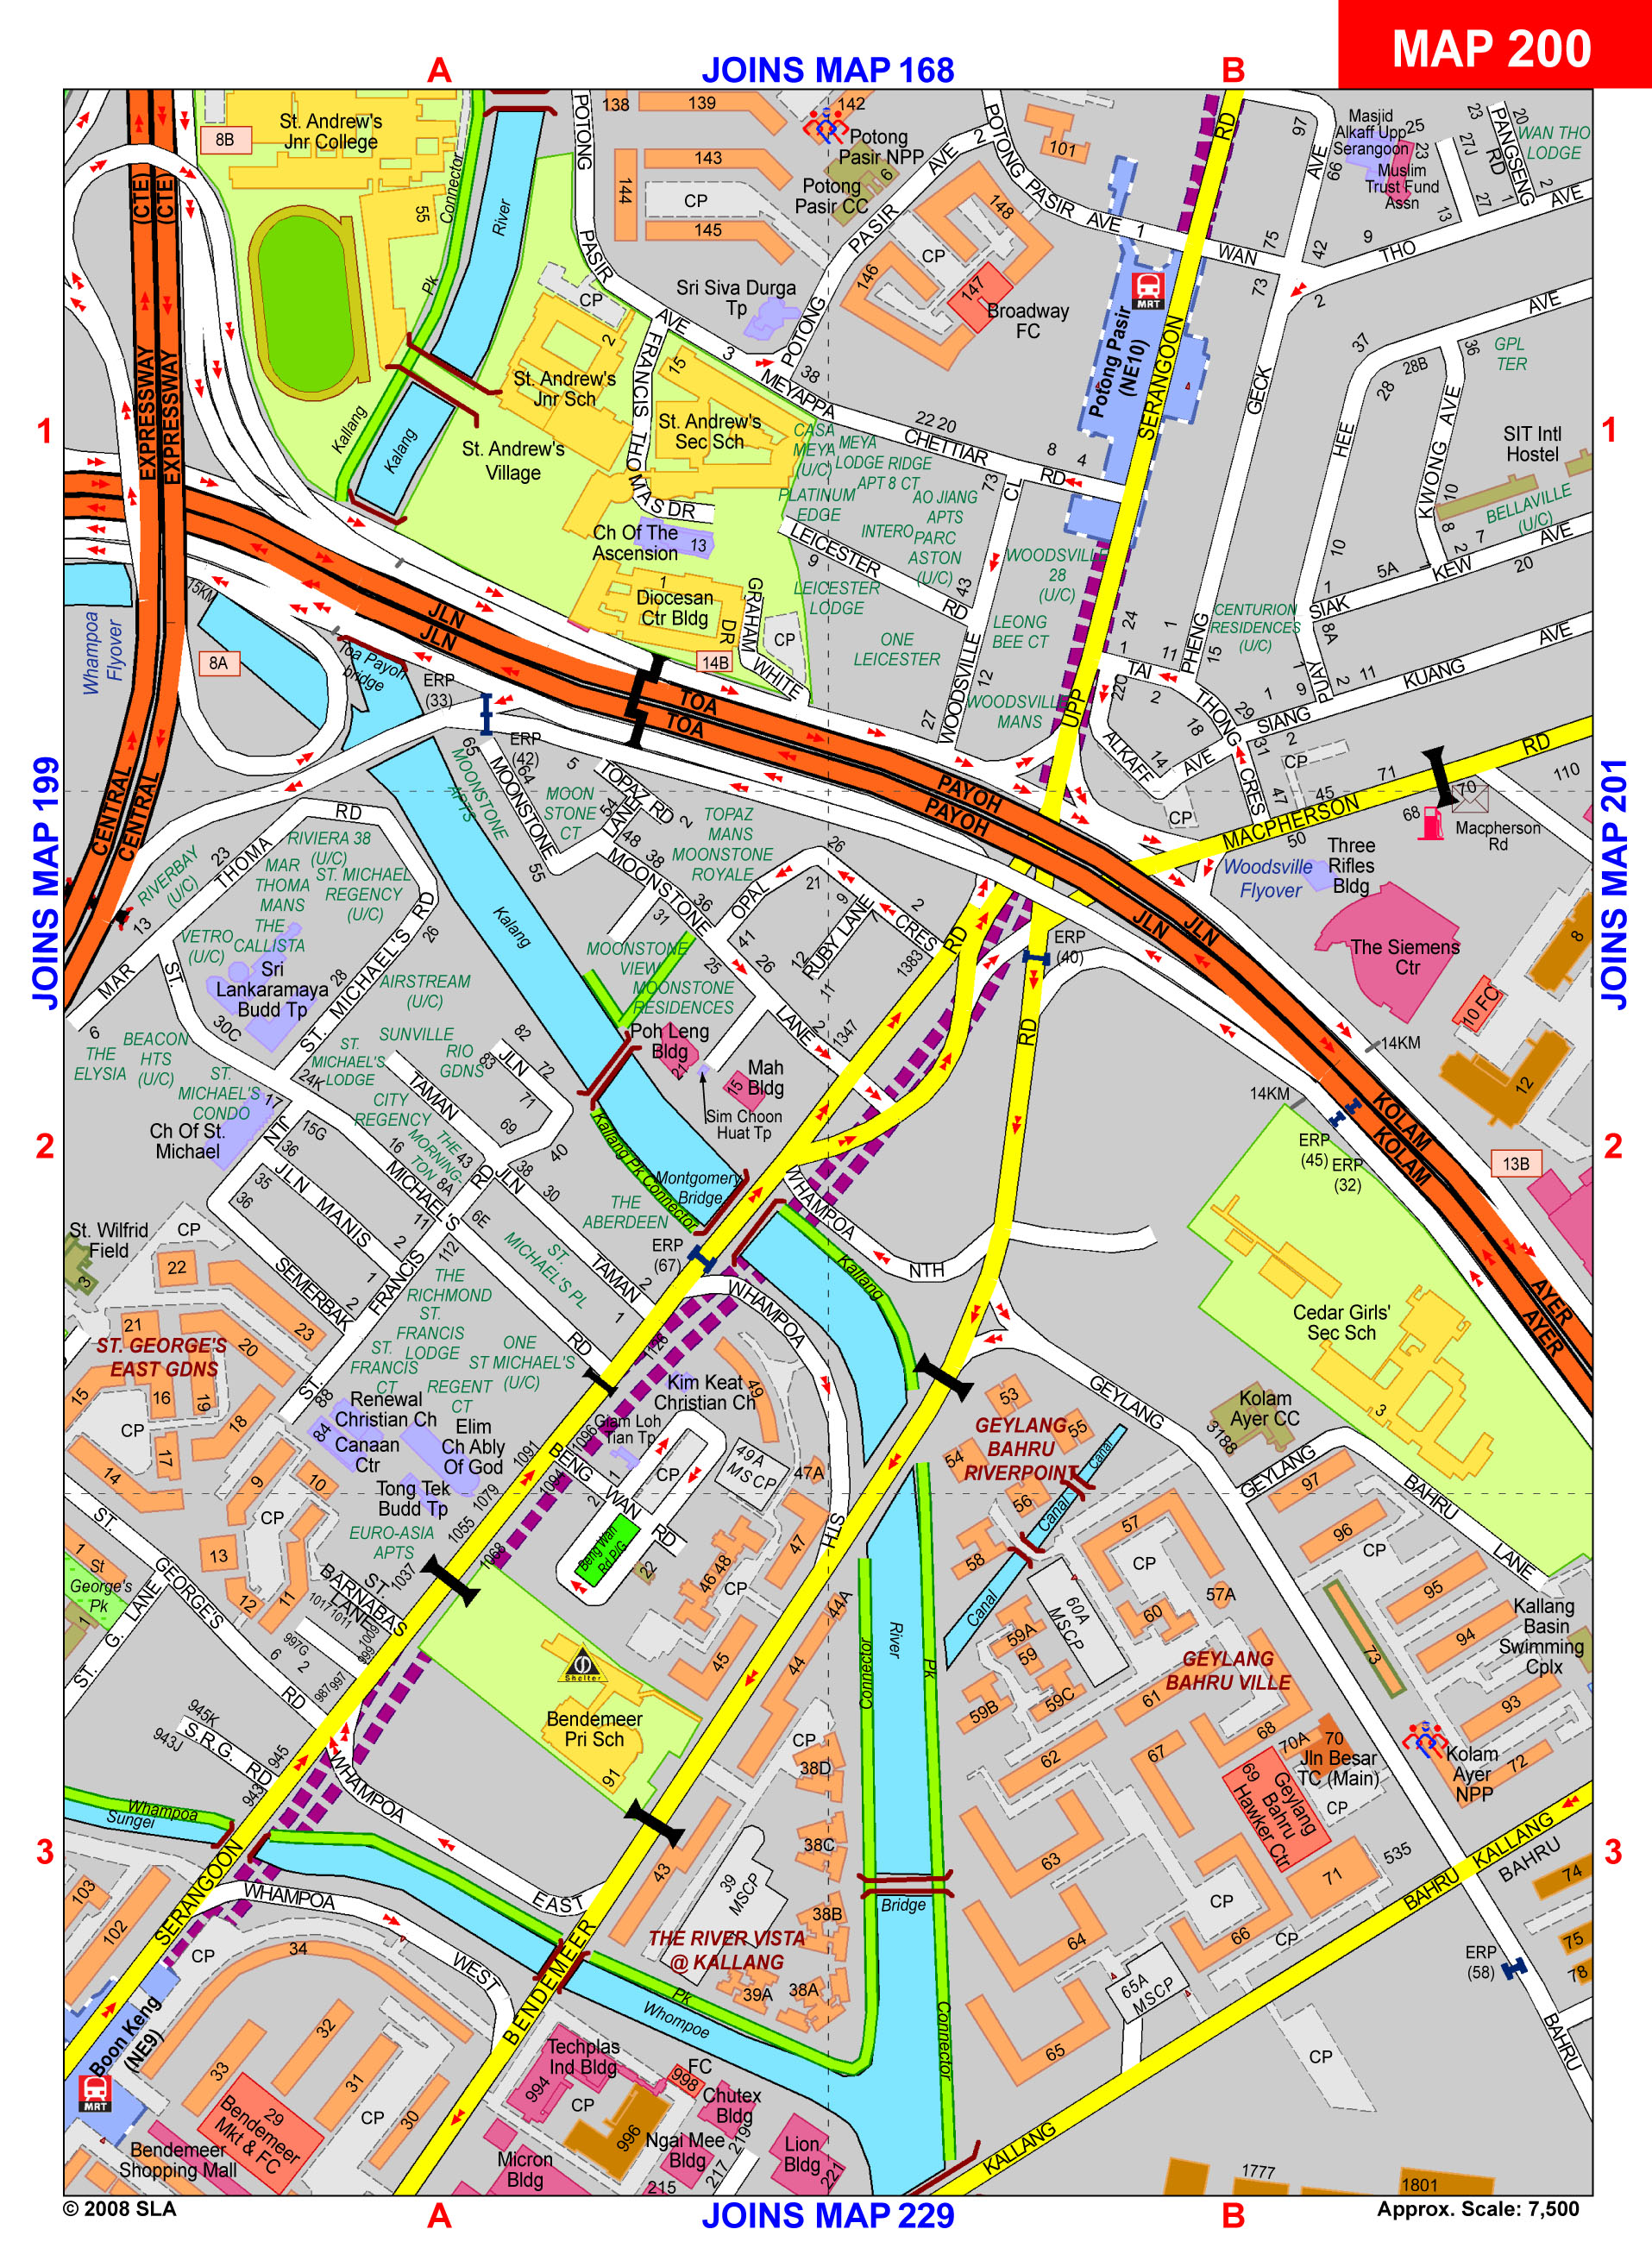 MAP 200
A
JOINS MAP 168
B
8B
St. Andrew's
Jnr College
55
Connector
Pk
Kallang
River
Kalang
POTONG
PASIR
AVE
3
138
139
142
143
144
CP
145
Potong
Pasir NPP
Potong
Pasir CC
6
POTONG
PASIR
AVE
2
101
148
CP
146
147
Broadway
FC
POTONG
PASIR
AVE
1
Sri Siva Durga
Tp
MRT
Potong Pasir
(NE10)
RD
SERANGOON
UPP
97
AVE
66
Masjid
Alkaff Upp
Serangoon
25
23
Muslim
Trust Fund
Assn
23
27J
PANGSENG
RD
20
WAN THO
LODGE
2
13
27
1
WAN
75
42
9
THO
AVE
73
2
GECK
PHENG
AVE
37
28B
28
36
GPL
TER
HEE
KWONG
AVE
SIT Intl
Hostel
BELLAVILLE
(U/C)
10
8
2
7
10
5A
KEW
20
AVE
SIAK
1
8A
PUAY
CENTURION
RESIDENCES
(U/C)
15
TAI
1
11
2
THONG
18
CRES
29
31
SIANG
1
9
2
11
KUANG
AVE
ALKAFF
14
AVE
220
24
CP
47
45
71
MACPHERSON
RD
70
68
110
Macpherson
Rd
50
Woodsville
Flyover
Three
Rifles
Bldg
The Siemens
Ctr
8
10 FC
12
14KM
EXPRESSWAY (CTE)
EXPRESSWAY (CTE)
CENTRAL
CENTRAL
1
1
CP
St. Andrew's
Jnr Sch
2
FRANCIS THOMAS DR
15
St. Andrew's
Sec Sch
St. Andrew's
Village
Ch Of The
Ascension
13
1
Diocesan
Ctr Bldg
GRAHAM
WHITE
DR
CP
14B
MEYAPPA
CHETTIAR
RD
38
22 20
8
4
CASA
MEYA
(U/C)
MEYA
LODGE RIDGE
APT 8 CT
PLATINUM
EDGE
AO JIANG
APTS
INTERO
PARC
ASTON
(U/C)
LEICESTER
RD
9
43
LEICESTER
LODGE
ONE
LEICESTER
WOODSVILLE
CL
73
12
27
WOODSVILLE
28
(U/C)
LEONG
BEE CT
WOODSVILLE
MANS
15KM
Whampoa
Flyover
8A
Toa Payoh
bridge
ERP
(33)
ERP
(42)
JLN
JLN
TOA
TOA
PAYOH
PAYOH
JLN
JLN
KOLAM
KOLAM
AYER
AYER
JOINS MAP 199
JOINS MAP 201
MOONSTONE
APTS
65
64
MOONSTONE
5
TOPAZ RD
54
LANE
2
48
38
55
MOON
STONE
CT
TOPAZ
MANS
MOONSTONE
ROYALE
MOONSTONE
36
31
LANE
OPAL
CRES
26
21
2
9
7
RUBY LANE
12
11
41
26
25
2
1383
1347
MOONSTONE
VIEW
MOONSTONE
RESIDENCES
Kalang
Poh Leng
Bldg
21
15
Mah
Bldg
Sim Choon
Huat Tp
RD
RIVERBAY
(U/C)
23
13
MAR
THOMA
RD
6
RIVIERA 38
(U/C)
MAR
THOMA
MANS
ST. MICHAEL
REGENCY
(U/C)
VETRO
(U/C)
THE
CALLISTA
Sri
Lankaramaya
Budd Tp
30C
28
26
ST. MICHAEL'S RD
AIRSTREAM
(U/C)
ST.
BEACON
HTS
(U/C)
THE
ELYSIA
ST.
MICHAEL'S
CONDO
Ch Of St.
Michael
17
ST.
MICHAEL'S
LODGE
24K
SUNVILLE
RIO
GDNS
CITY
REGENCY
THE
MORNING-
TON
TAMAN
83
82
72
JLN
71
69
43
8A
38
40
30
JLN
TAMAN
2
1
15G
16
MICHAEL'S
RD
11
6E
112
JLN MANIS
35
36
36
2
1
2
SEMERBAK
ST. FRANCIS RD
88
THE
RICHMOND
ST.
FRANCIS
LODGE
ST.
FRANCIS
CT
ONE
ST MICHAEL'S
(U/C)
REGENT
CT
ST.
MICHAEL'S PL
THE
ABERDEEN
Kallang Pk Connector
Montgomery
Bridge
ERP
(67)
WHAMPOA
NTH
Kallang
ERP
(40)
RD
14KM
ERP
(45)
ERP
(32)
13B
2
2
Cedar Girls'
Sec Sch
3
St. Wilfrid
Field
3
CP
22
21
20
23
ST. GEORGE'S
EAST GDNS
15
16
19
18
CP
17
14
9
10
CP
13
12
11
84
Renewal
Christian Ch
Canaan
Ctr
Elim
Ch Ably
Of God
Tong Tek
Budd Tp
EURO-ASIA
APTS
1091
1079
1055
1037
1126
1096
1094
1068
Kim Keat
Christian Ch
Giam Loh
Tian Tp
49
49A
MSCP
47A
BENG WAN RD
1
2
CP
Beng Wan
Rd P/G
22
46 48
47
CP
45
44
44A
WHAMPOA
STH
53
54
55
56
58
GEYLANG
BAHRU
RIVERPOINT
Canal
Canal
Canal
GEYLANG
3188
Kolam
Ayer CC
GEYLANG
BAHRU
LANE
97
96
CP
95
94
93
72
73
57
CP
60
57A
60A
MSCP
59A
59
59B
59C
GEYLANG
BAHRU VILLE
61
62
67
68
70A
70
Jln Besar
TC (Main)
CP
69
Geylang
Bahru
Hawker Ctr
71
Kallang
Basin
Swimming
Cplx
Kolam
Ayer
NPP
ST.
GEORGE'S
RD
1
St
George's
Pk
1
ST. G. LANE
ST.
BARNABAS
LANE
1017
1011
1009
999
997G
6
2
997
987
S.R.G. RD
945K
943J
945
943
Shelter
Bendemeer
Pri Sch
91
River
Connector
Pk
CP
38D
38C
38B
38A
39A
39
MSCP
43
THE RIVER VISTA
@ KALLANG
3
3
Whampoa
Sungei
WHAMPOA
EAST
WHAMPOA
WEST
SERANGOON
BENDEMEER
103
102
CP
34
33
32
31
30
CP
Boon Keng
(NE9)
MRT
29
Bendemeer
Mkt & FC
Bendemeer
Shopping Mall
Pk
Whompoe
Bridge
Connector
Techplas
Ind Bldg
994
CP
996
FC
998
Chutex
Bldg
Ngai Mee
Bldg
219
217
215
Micron
Bldg
Lion
Bldg
221
63
64
65
66
CP
CP
65A
MSCP
CP
535
BAHRU
KALLANG
KALLANG
BAHRU
BAHRU
74
75
78
ERP
(58)
1777
1801
© 2008 SLA
A
JOINS MAP 229
B
Approx. Scale: 7,500